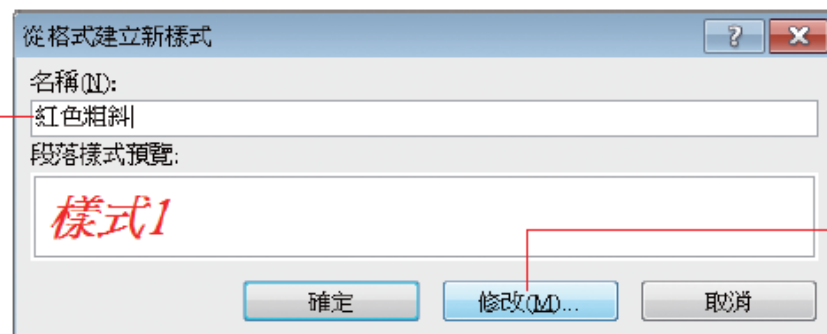 從格式建立新樣式
名稱(N):
紅色粗斜
段落樣式預覽:
樣式1
確定 修改(M)... 取消